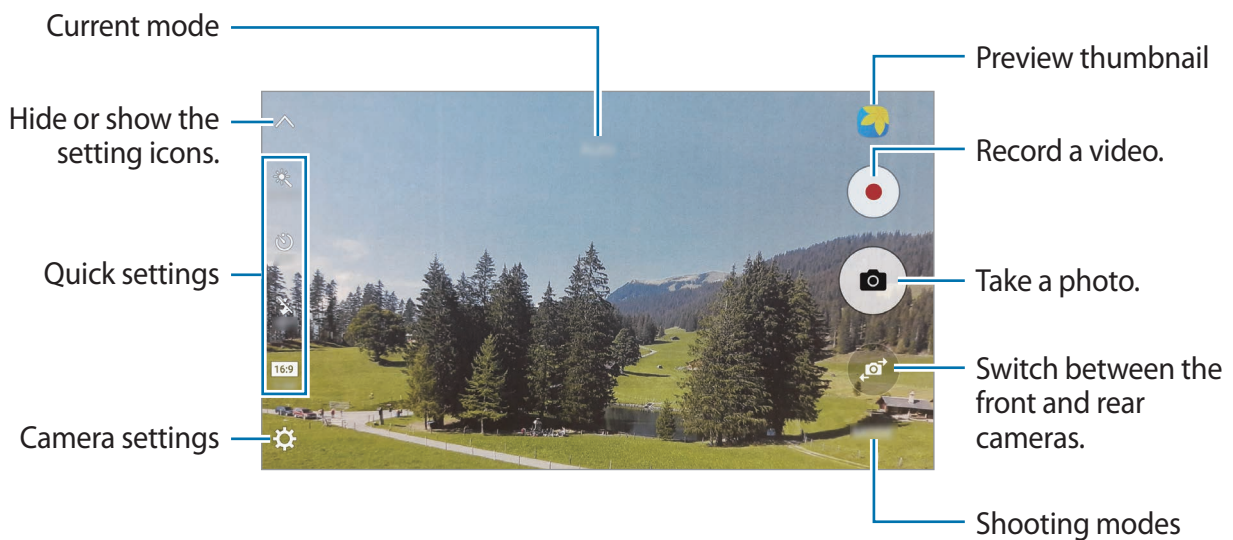 Current mode
Hide or show the
setting icons.
Quick settings
Camera settings
16:9
Preview thumbnail
Record a video.
Take a photo.
Switch between the
front and rear
cameras.
Shooting modes